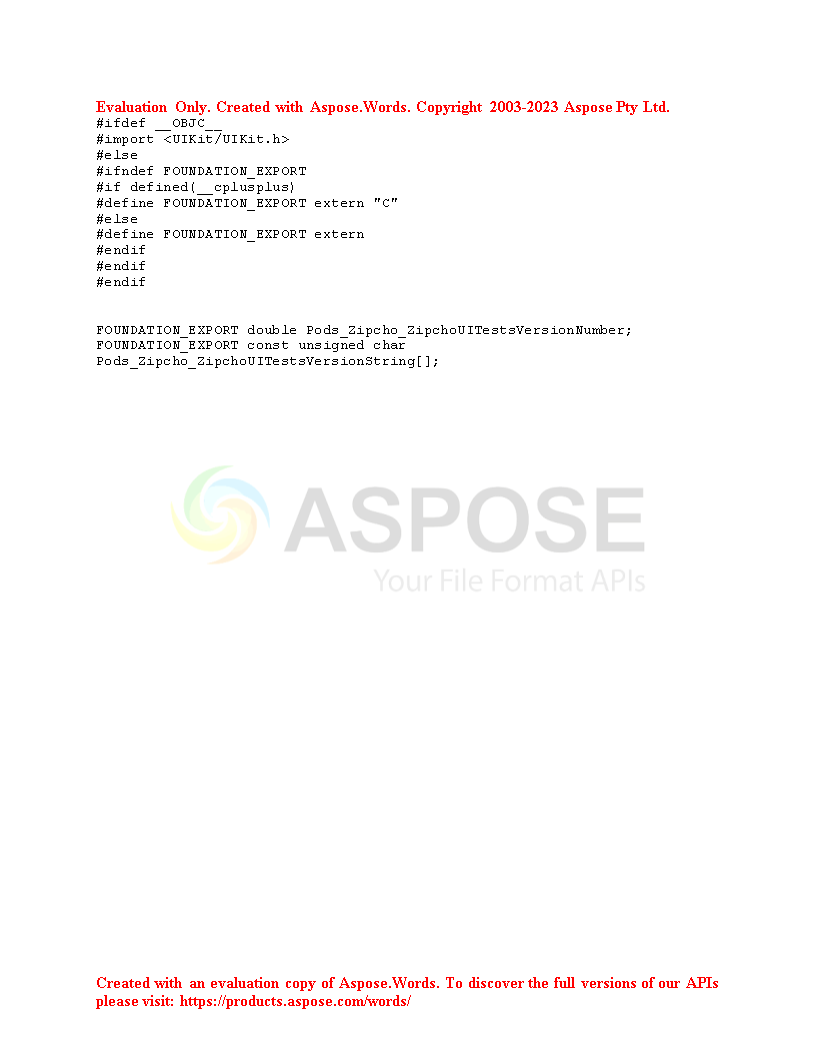 Evaluation Only. Created with Aspose.Words. Copyright 2003-2023 Aspose Pty Ltd.
#ifdef __OBJC__
#import <UIKit/UIKit.h>
#else
#ifndef FOUNDATION_EXPORT
#if defined(__cplusplus)
#define FOUNDATION_EXPORT extern "C"
#else
#define FOUNDATION_EXPORT extern
#endif
#endif
#endif
FOUNDATION_EXPORT double Pods_Zipcho_ZipchoUITestsVersionNumber;
FOUNDATION_EXPORT const unsigned char
Pods_Zipcho_ZipchoUITestsVersionString[];
ASPOSE
Your File Format APIs
Created with an evaluation copy of Aspose.Words. To discover the full versions of our APIs
please visit: https://products.aspose.com/words/